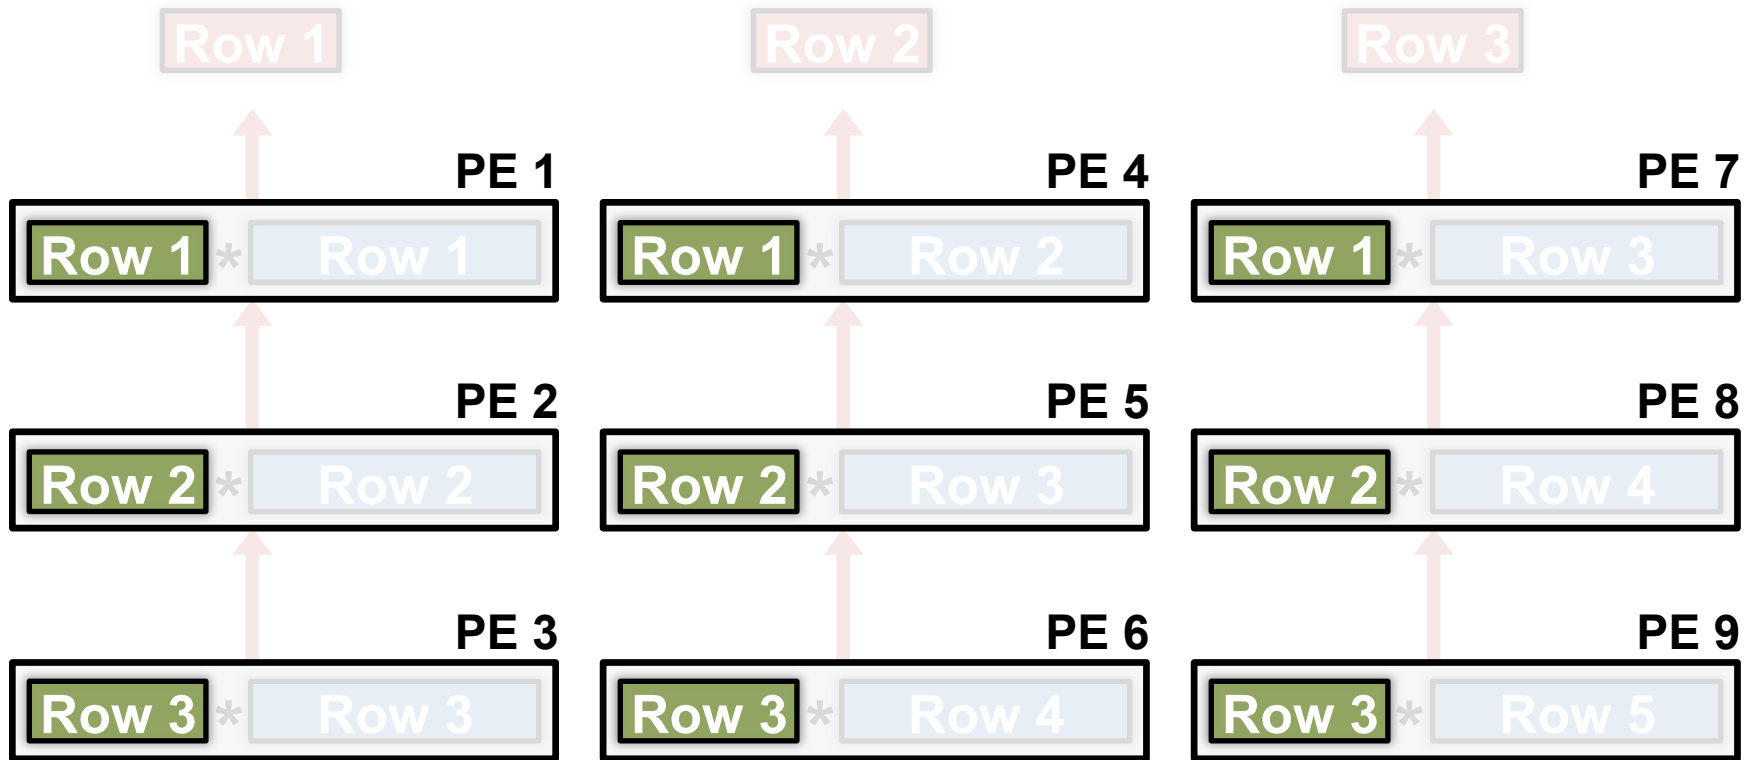 Row 1 Row 2 Row 3
PE 1 PE 4 PE 7
Row 1 * Row 1 Row 1 * Row 2 Row 1 * Row 3
PE 2 PE 5 PE 8
Row 2 * Row 2 Row 2 * Row 3 Row 2 * Row 4
PE 3 PE 6 PE 9
Row 3 * Row 3 Row 3 * Row 4 Row 3 * Row 5